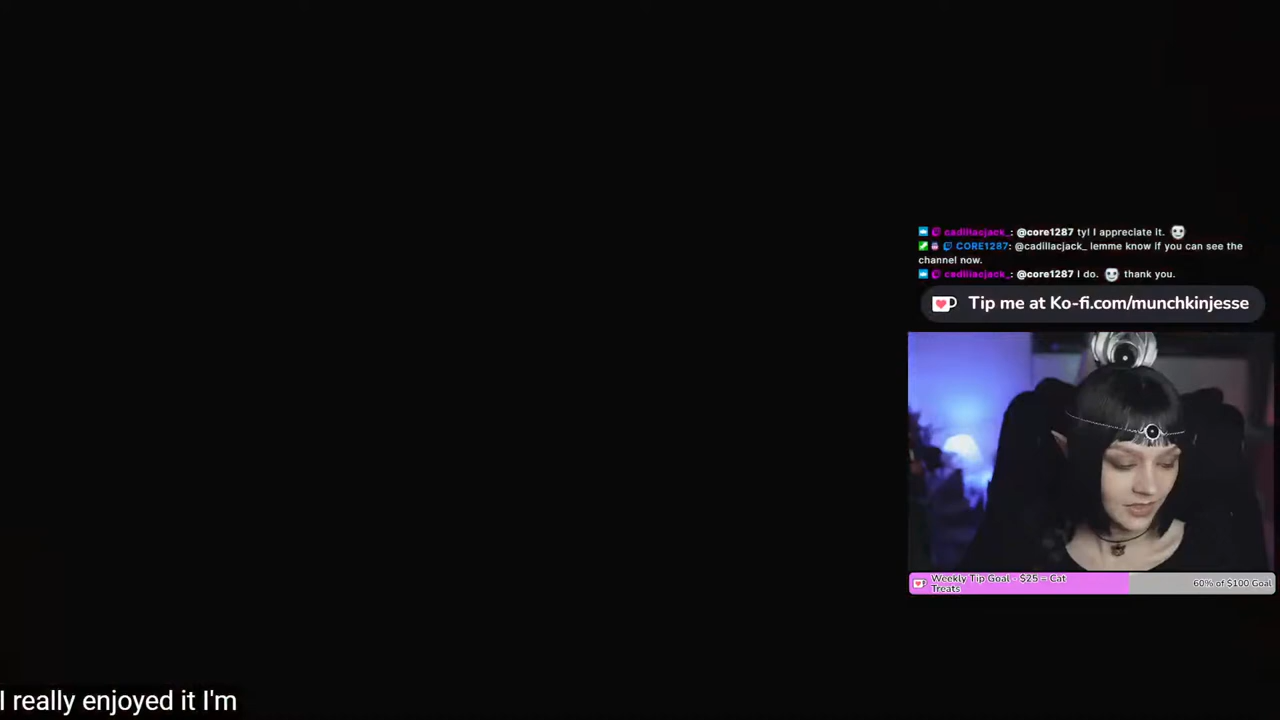 cadillacjack_: @core1287 tyl I appreciate it.
CORE1287: @cadillacjack_ lemme know if you can see the
channel now.
cadillacjack_: @core1287 I do. thank you.
Tip me at Ko-fi.com/munchkinjesse
Weekly Tip Goal - $25 = Cat
Treats
60% of $100 Goal
I really enjoyed it I'm